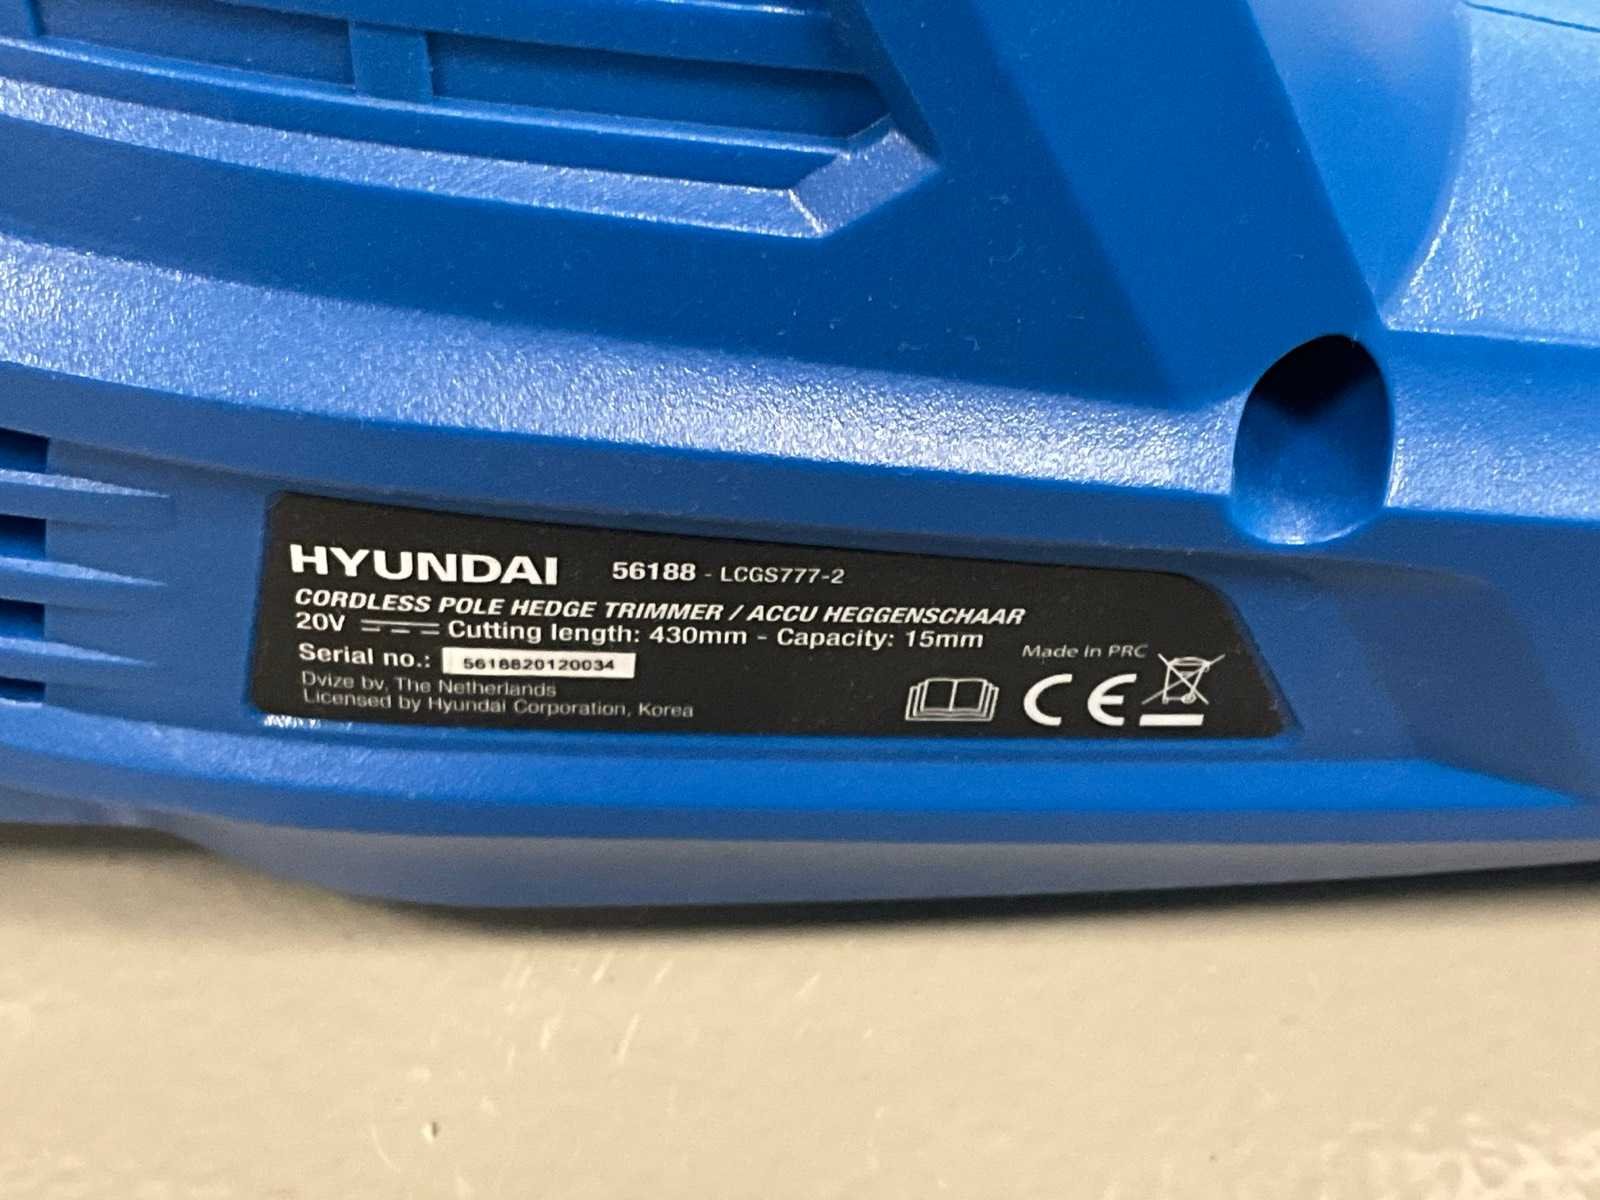 HYUNDAI 56188 - LCGS777-2
CORDLESS POLE HEDGE TRIMMER / ACCU HEGGENSCHAAR
20V Cutting length: 430mm - Capacity: 15mm
Serial no.: 5618820120034
Made in PRC
Dvize bv, The Netherlands
Licensed by Hyundai Corporation, Korea
CE